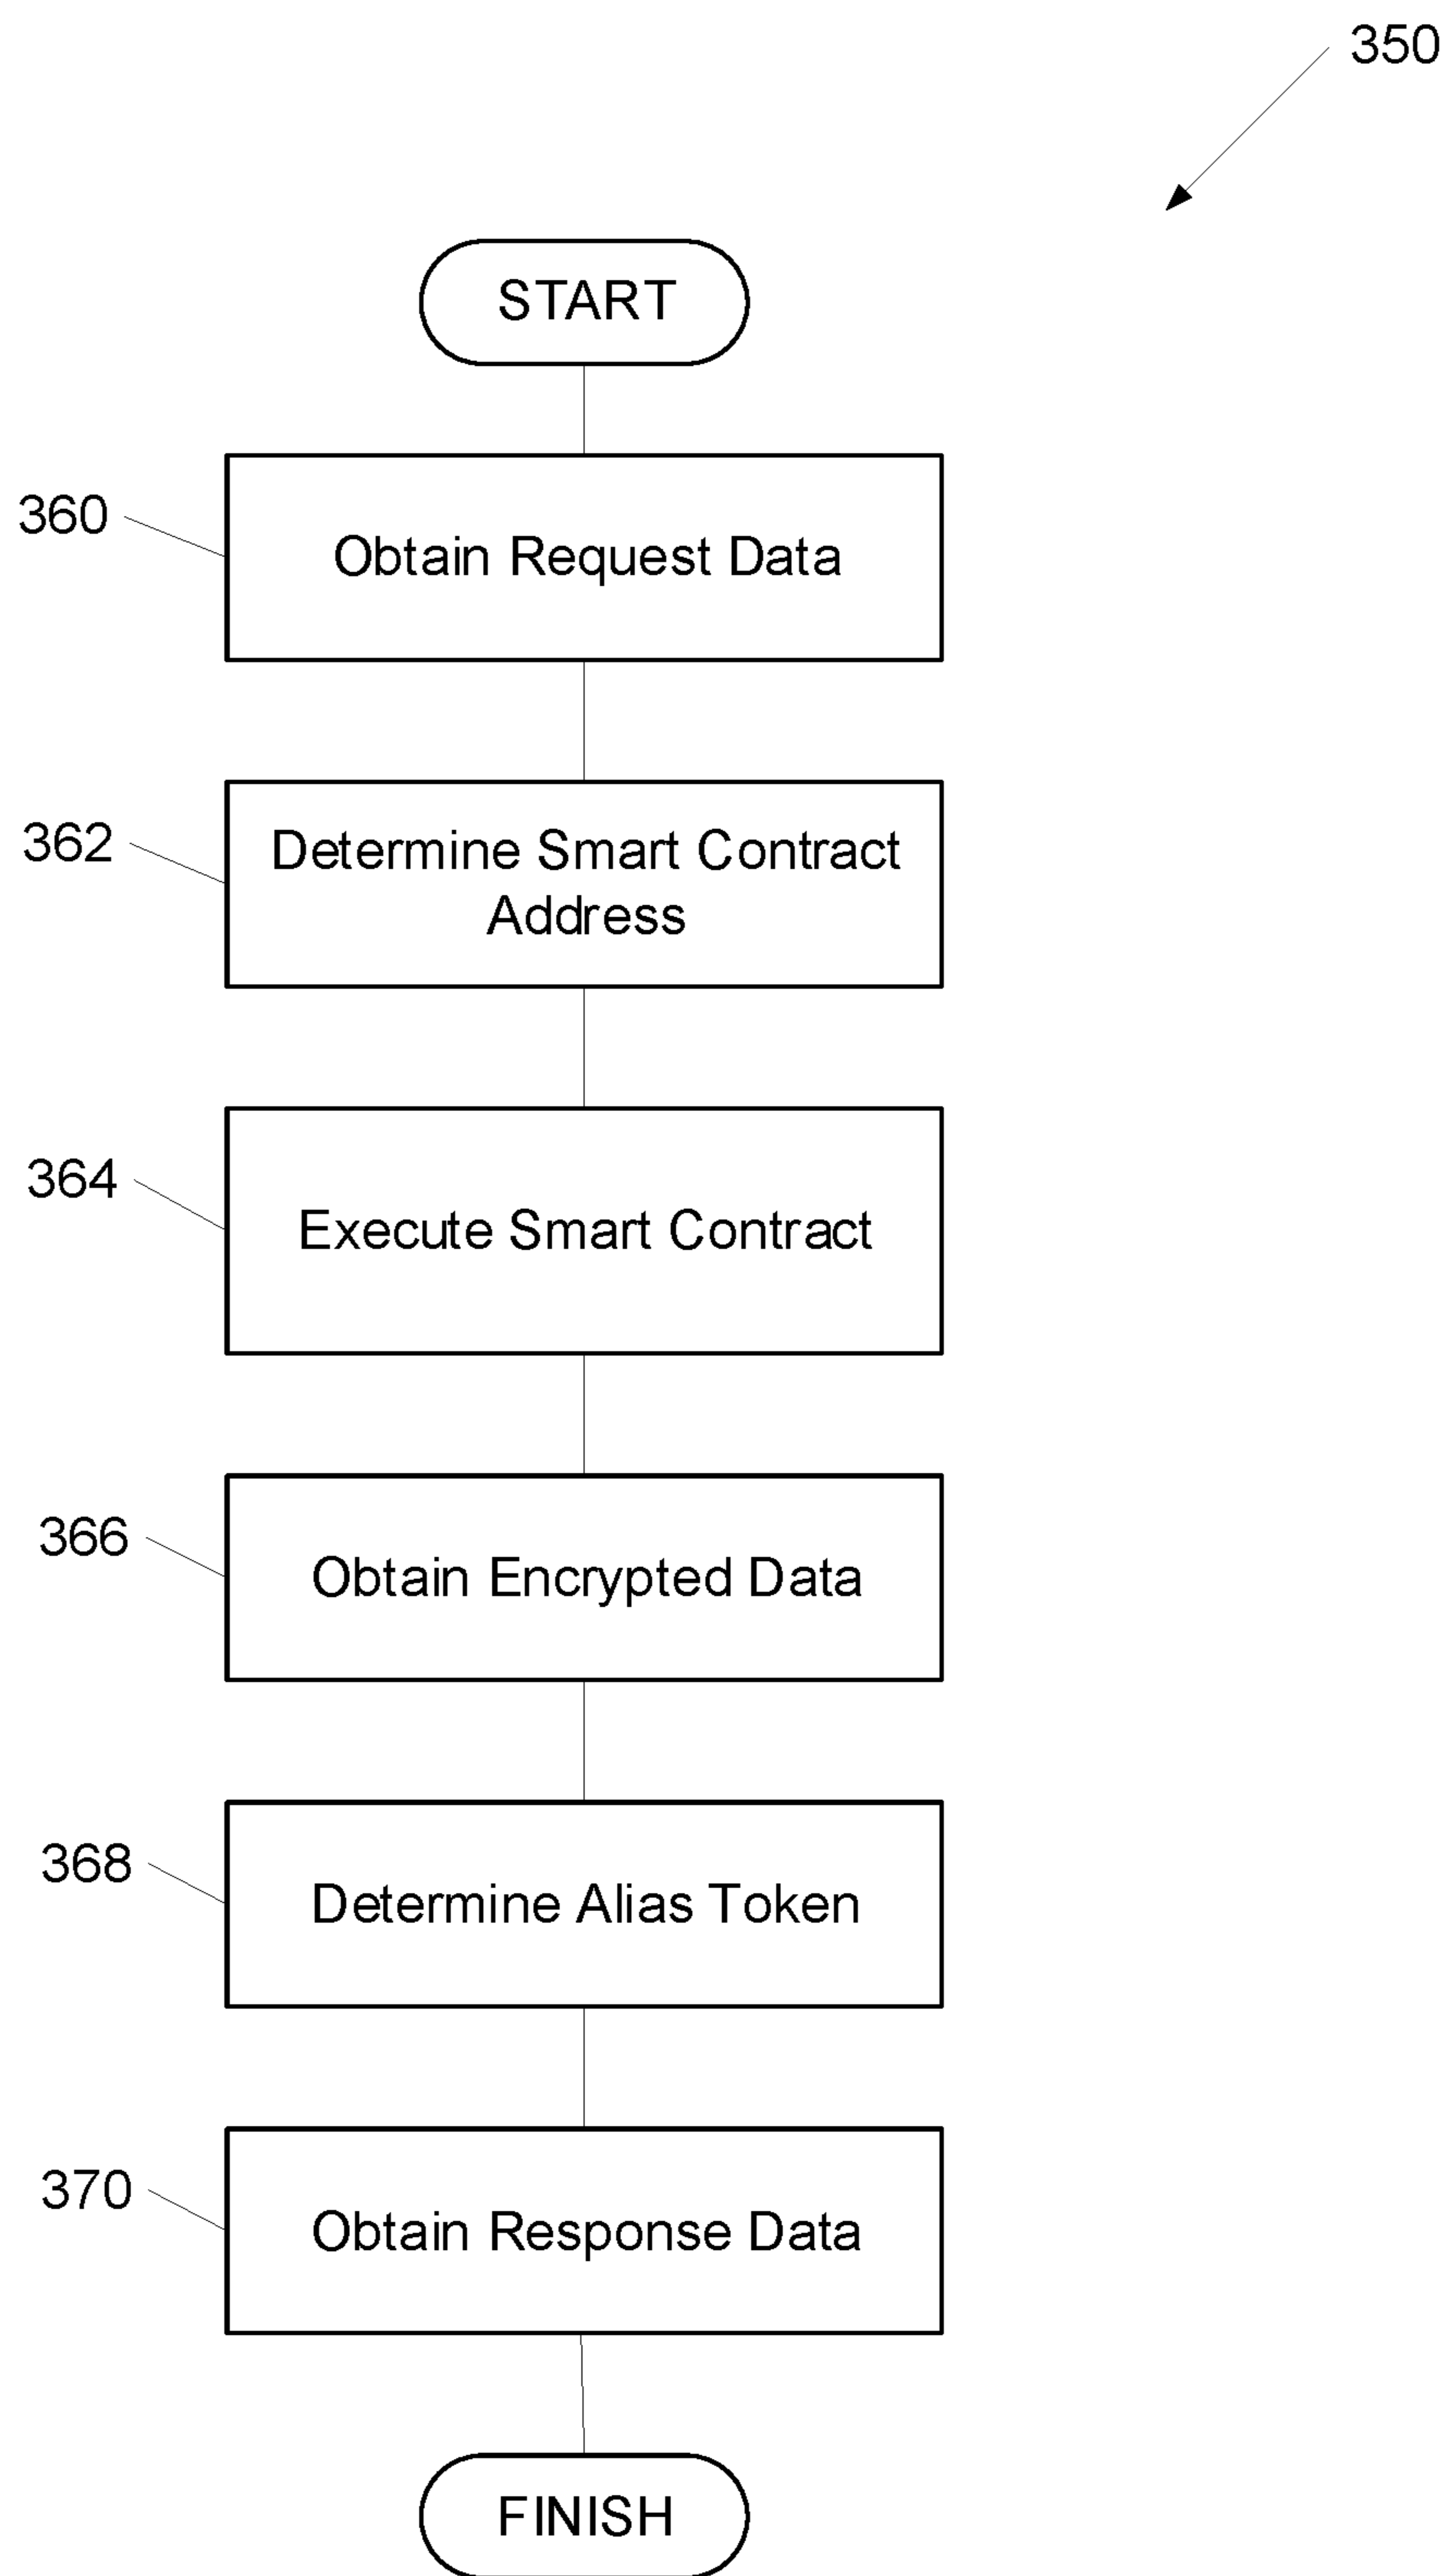 350
START
360
Obtain Request Data
362
Determine Smart Contract
Address
364
Execute Smart Contract
366
Obtain Encrypted Data
368
Determine Alias Token
370
Obtain Response Data
FINISH